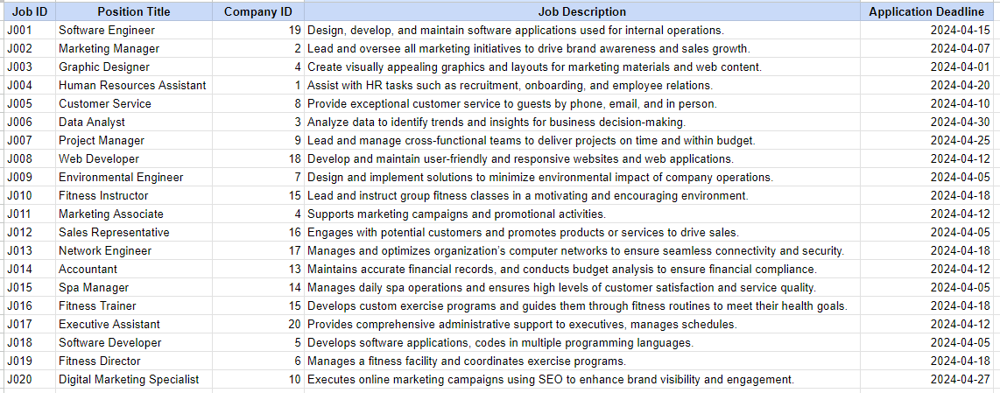 Job ID Position Title Company ID Job Description Application Deadline
J001 Software Engineer 19 Design, develop, and maintain software applications used for internal operations. 2024-04-15
J002 Marketing Manager 2 Lead and oversee all marketing initiatives to drive brand awareness and sales growth. 2024-04-07
J003 Graphic Designer 4 Create visually appealing graphics and layouts for marketing materials and web content. 2024-04-01
J004 Human Resources Assistant 1 Assist with HR tasks such as recruitment, onboarding, and employee relations. 2024-04-20
J005 Customer Service 8 Provide exceptional customer service to guests by phone, email, and in person. 2024-04-10
J006 Data Analyst 3 Analyze data to identify trends and insights for business decision-making. 2024-04-30
J007 Project Manager 9 Lead and manage cross-functional teams to deliver projects on time and within budget. 2024-04-25
J008 Web Developer 18 Develop and maintain user-friendly and responsive websites and web applications. 2024-04-12
J009 Environmental Engineer 7 Design and implement solutions to minimize environmental impact of company operations. 2024-04-05
J010 Fitness Instructor 15 Lead and instruct group fitness classes in a motivating and encouraging environment. 2024-04-18
J011 Marketing Associate 4 Supports marketing campaigns and promotional activities. 2024-04-12
J012 Sales Representative 16 Engages with potential customers and promotes products or services to drive sales. 2024-04-05
J013 Network Engineer 17 Manages and optimizes organization's computer networks to ensure seamless connectivity and security. 2024-04-18
J014 Accountant 13 Maintains accurate financial records, and conducts budget analysis to ensure financial compliance. 2024-04-12
J015 Spa Manager 14 Manages daily spa operations and ensures high levels of customer satisfaction and service quality. 2024-04-05
J016 Fitness Trainer 15 Develops custom exercise programs and guides them through fitness routines to meet their health goals. 2024-04-18
J017 Executive Assistant 20 Provides comprehensive administrative support to executives, manages schedules. 2024-04-12
J018 Software Developer 5 Develops software applications, codes in multiple programming languages. 2024-04-05
J019 Fitness Director 6 Manages a fitness facility and coordinates exercise programs. 2024-04-18
J020 Digital Marketing Specialist 10 Executes online marketing campaigns using SEO to enhance brand visibility and engagement. 2024-04-27